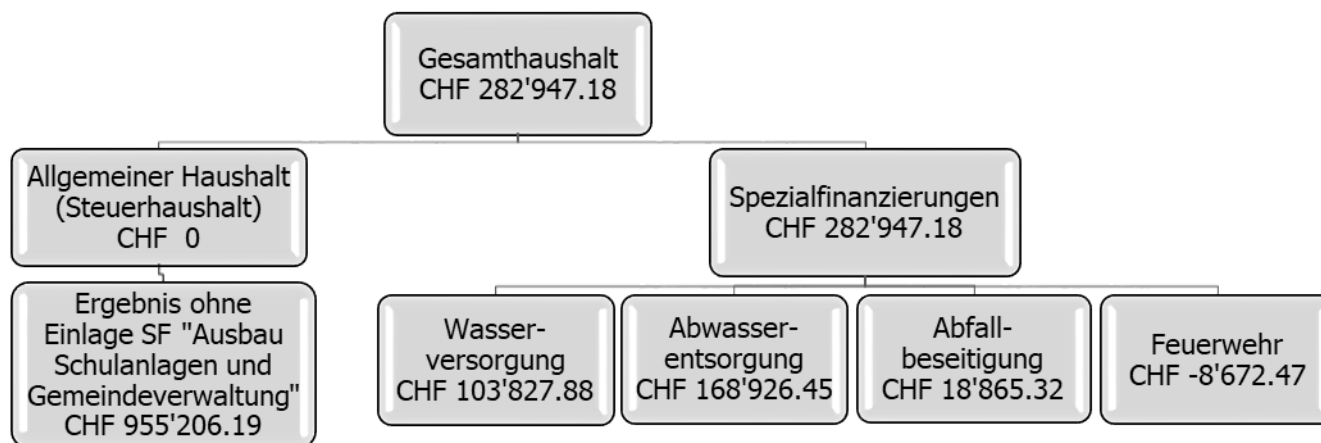 Gesamthaushalt
CHF 282'947.18
Allgemeiner Haushalt
(Steuerhaushalt)
CHF 0
Spezialfinanzierungen
CHF 282'947.18
Ergebnis ohne
Einlage SF "Ausbau
Schulanlagen und
Gemeindeverwaltung"
CHF 955'206.19
Wasser-
versorgung
CHF 103'827.88
Abwasser-
entsorgung
CHF 168'926.45
Abfall-
beseitigung
CHF 18'865.32
Feuerwehr
CHF -8'672.47